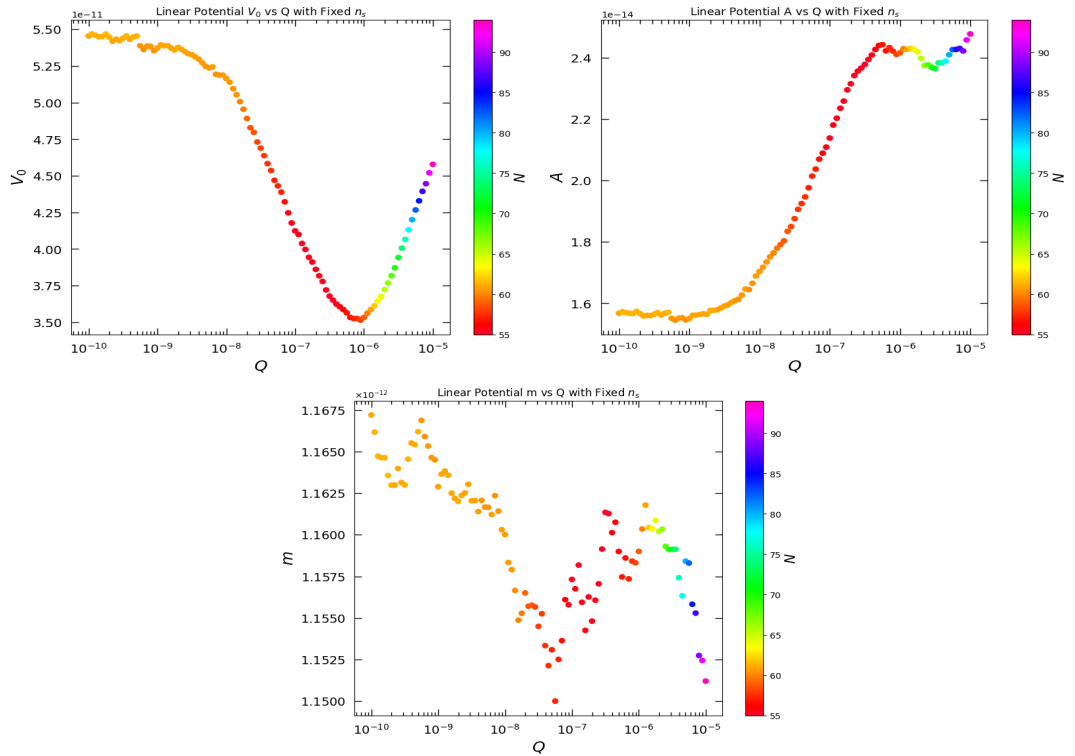 1e−11
Linear Potential V₀ vs Q with Fixed nₛ
5.50
5.25
5.00
4.75
4.50
4.25
4.00
3.75
3.50
V₀
10⁻¹⁰ 10⁻⁹ 10⁻⁸ 10⁻⁷ 10⁻⁶ 10⁻⁵
Q
90
85
80
75
70
65
60
55
N
1e−14
Linear Potential A vs Q with Fixed nₛ
2.4
2.0
1.8
1.6
A
10⁻¹⁰ 10⁻⁹ 10⁻⁸ 10⁻⁷ 10⁻⁶ 10⁻⁵
Q
90
85
80
75
70
65
60
55
N
×10⁻¹²
Linear Potential m vs Q with Fixed nₛ
1.1675
1.1650
1.1625
1.1600
1.1575
1.1550
1.1525
1.1500
m
10⁻¹⁰ 10⁻⁹ 10⁻⁸ 10⁻⁷ 10⁻⁶ 10⁻⁵
Q
90
85
80
75
70
65
60
55
N